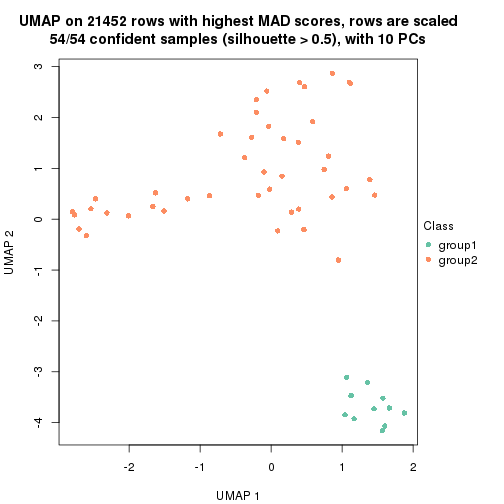 UMAP on 21452 rows with highest MAD scores, rows are scaled
54/54 confident samples (silhouette > 0.5), with 10 PCs
3
2
1
0
-1
-2
-3
-4
UMAP 2
Class
group1
group2
-2
-1
0
1
2
UMAP 1